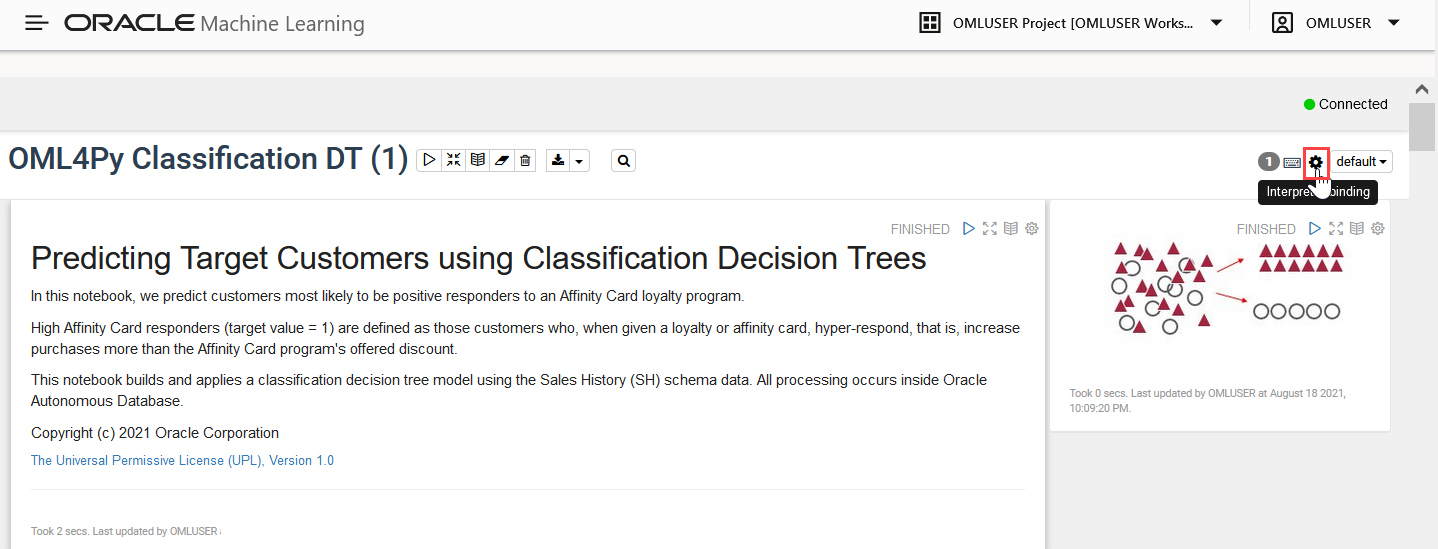 ORACLE Machine Learning
OMLUSER Project [OMLUSER Works...
OMLUSER
Connected
OML4Py Classification DT (1)
1
default
Interpret binding
FINISHED
Predicting Target Customers using Classification Decision Trees
In this notebook, we predict customers most likely to be positive responders to an Affinity Card loyalty program.
High Affinity Card responders (target value = 1) are defined as those customers who, when given a loyalty or affinity card, hyper-respond, that is, increase
purchases more than the Affinity Card program's offered discount.
This notebook builds and applies a classification decision tree model using the Sales History (SH) schema data. All processing occurs inside Oracle
Autonomous Database.
Copyright (c) 2021 Oracle Corporation
The Universal Permissive License (UPL), Version 1.0
Took 2 secs. Last updated by OMLUSER
FINISHED
Took 0 secs. Last updated by OMLUSER at August 18 2021,
10:09:20 PM.